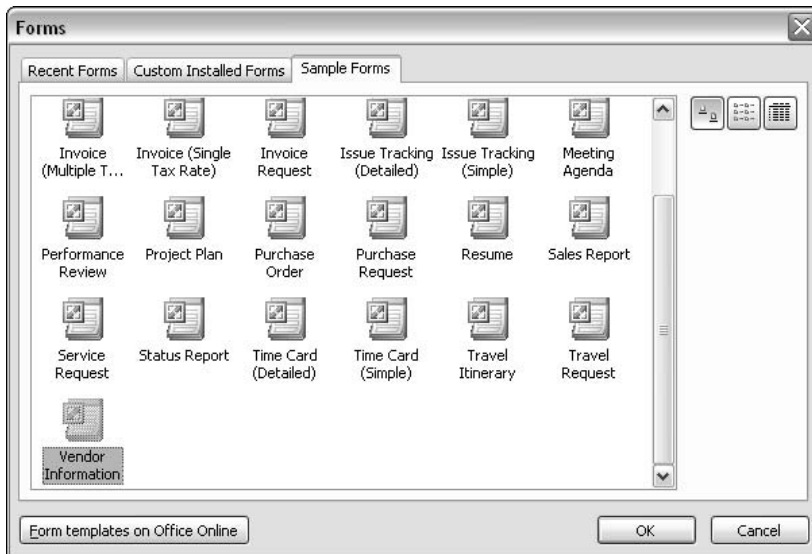 Forms
Recent Forms Custom Installed Forms Sample Forms
Invoice Invoice (Single Invoice Issue Tracking Issue Tracking Meeting
(Multiple T... Tax Rate) Request (Detailed) (Simple) Agenda
Performance Project Plan Purchase Purchase Resume Sales Report
Review Order Request
Service Status Report Time Card Time Card Travel Travel
Request (Detailed) (Simple) Itinerary Request
Vendor
Information
Form templates on Office Online OK Cancel